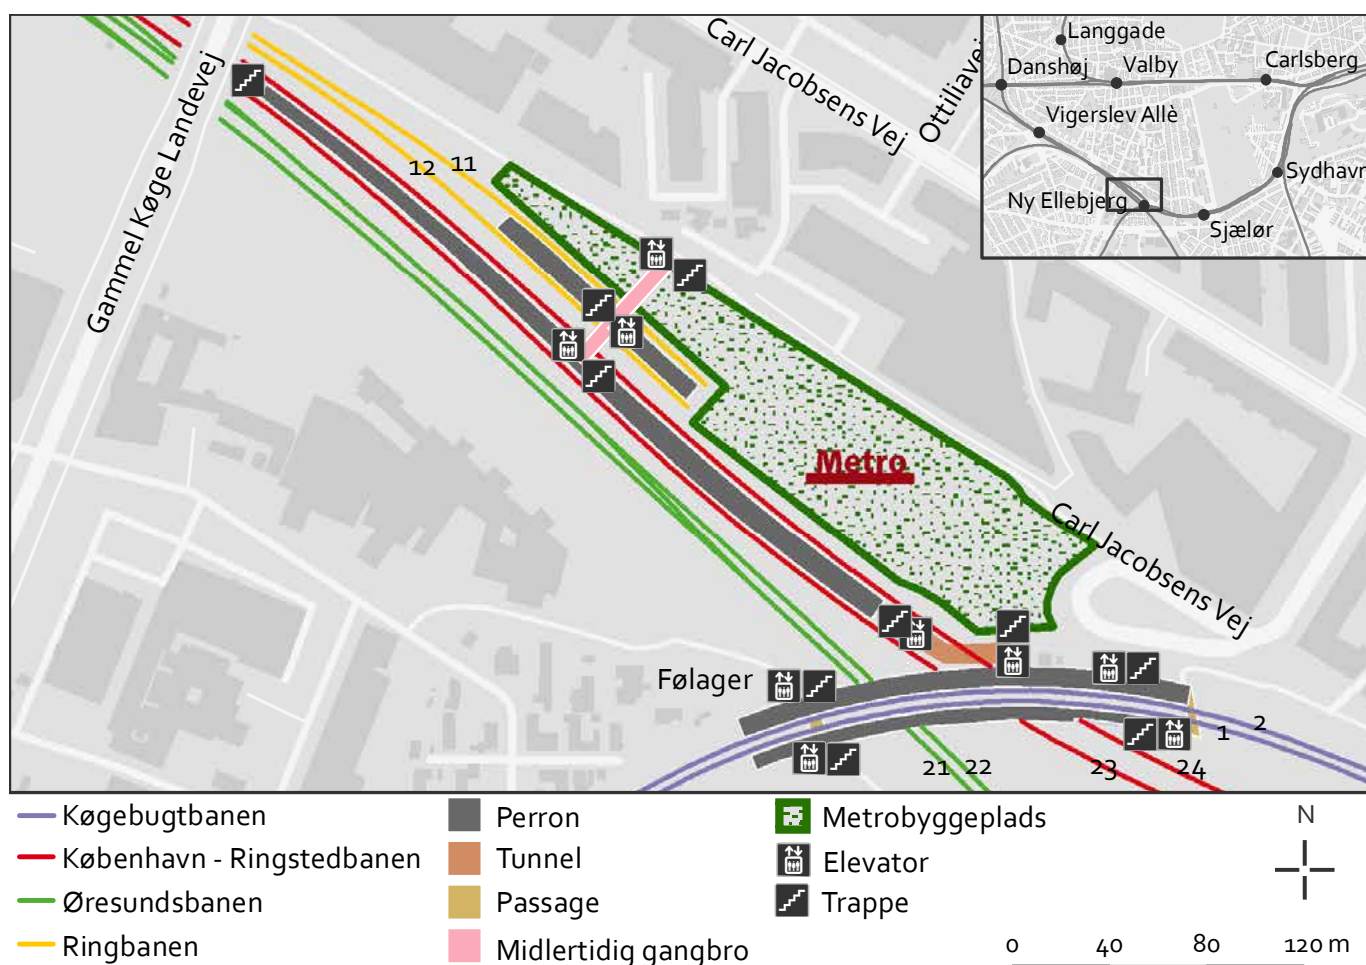 Gammel Køge Landevej
Carl Jacobsens Vej
Ottiliavej
Langgade
Danshøj
Valby
Carlsberg
Vigerslev Allè
Sydhavn
Ny Ellebjerg
Sjælør
12
11
Metro
Carl Jacobsens Vej
Følager
1
2
21
22
23
24
Køgebugtbanen
København - Ringstedbanen
Øresundsbanen
Ringbanen
Perron
Tunnel
Passage
Midlertidig gangbro
Metrobyggeplads
Elevator
Trappe
N
0 40 80 120 m